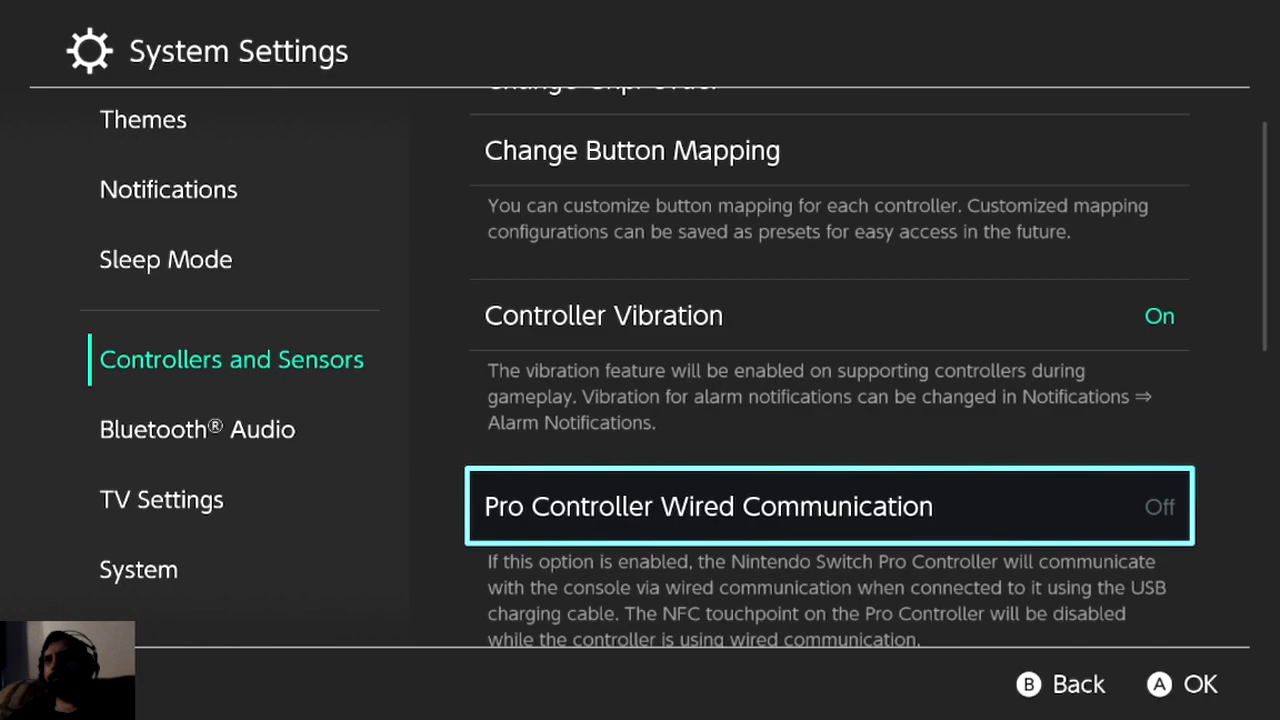 System Settings
Themes
Notifications
Sleep Mode
Controllers and Sensors
Bluetooth® Audio
TV Settings
System
Change Grip/Order
Change Button Mapping
You can customize button mapping for each controller. Customized mapping
configurations can be saved as presets for easy access in the future.
Controller Vibration On
The vibration feature will be enabled on supporting controllers during
gameplay. Vibration for alarm notifications can be changed in Notifications ⇒
Alarm Notifications.
Pro Controller Wired Communication Off
If this option is enabled, the Nintendo Switch Pro Controller will communicate
with the console via wired communication when connected to it using the USB
charging cable. The NFC touchpoint on the Pro Controller will be disabled
while the controller is using wired communication.
B Back A OK